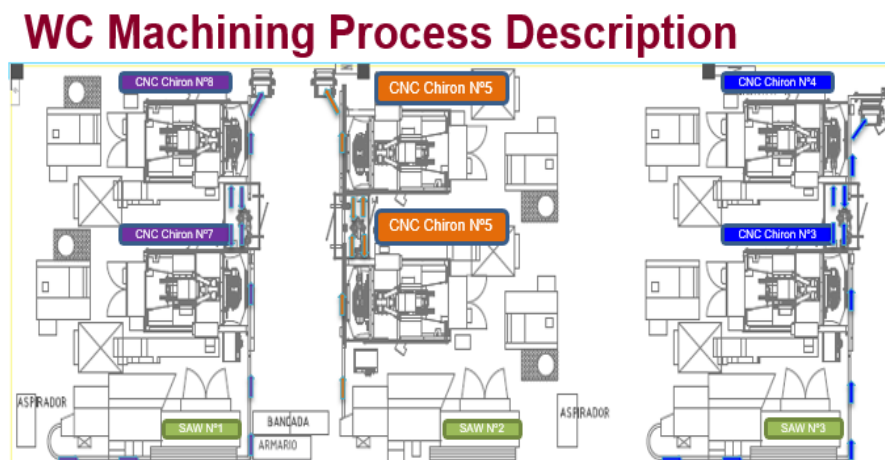 WC Machining Process Description
CNC Chiron Nº8
CNC Chiron Nº5
CNC Chiron Nº4
CNC Chiron Nº7
CNC Chiron Nº5
CNC Chiron Nº3
ASPIRADOR
SAW Nº1
BANCADA
ARMARIO
SAW Nº2
ASPIRADOR
SAW Nº3